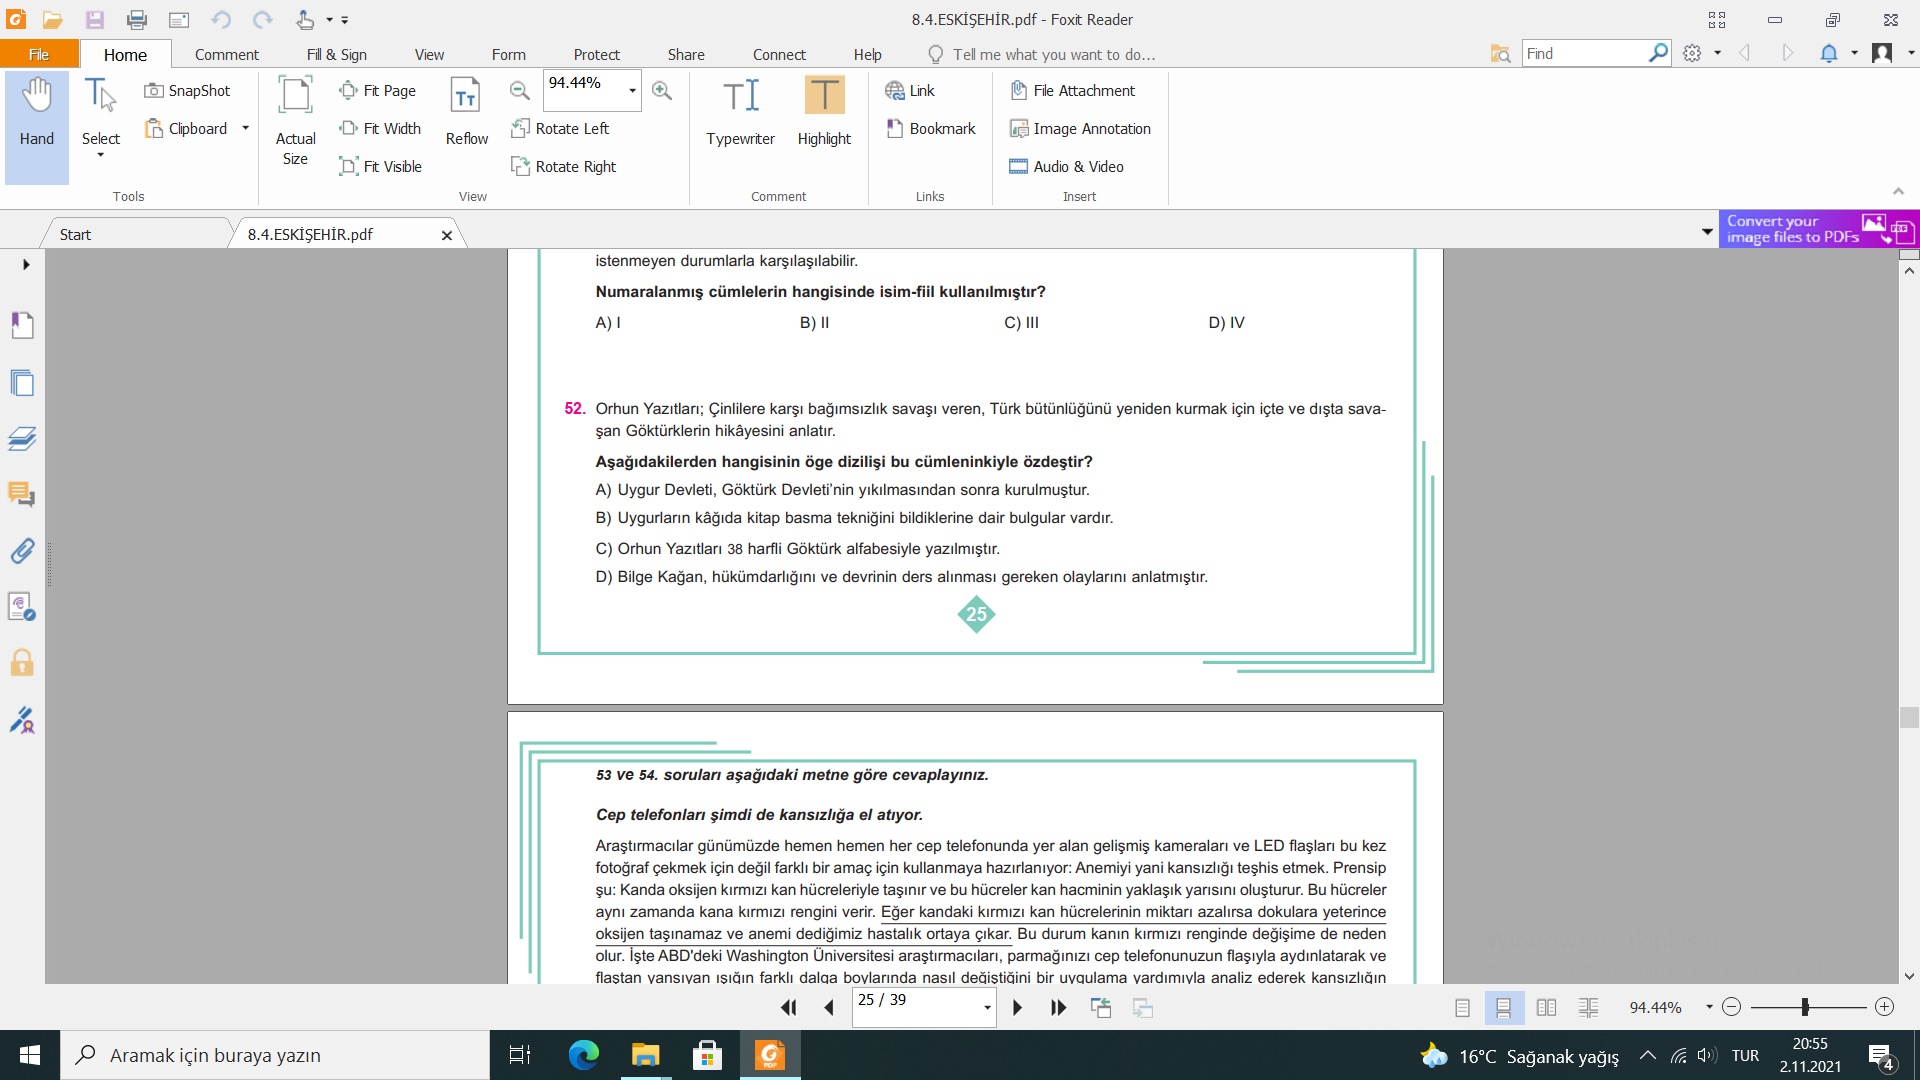 8.4.ESKİŞEHİR.pdf - Foxit Reader
File Home Comment Fill & Sign View Form Protect Share Connect Help Tell me what you want to do... Find
Hand
Select
SnapShot
Clipboard
Tools
Actual
Size
Fit Page
Fit Width
Fit Visible
Reflow
94.44%
Rotate Left
Rotate Right
View
Typewriter
Highlight
Comment
Link
Bookmark
Links
File Attachment
Image Annotation
Audio & Video
Insert
Start
8.4.ESKİŞEHİR.pdf
Convert your
image files to PDFs
istenmeyen durumlarla karşılaşılabilir.
Numaralanmış cümlelerin hangisinde isim-fiil kullanılmıştır?
A) I B) II C) III D) IV
52. Orhun Yazıtları; Çinlilere karşı bağımsızlık savaşı veren, Türk bütünlüğünü yeniden kurmak için içte ve dışta sava-
şan Göktürklerin hikâyesini anlatır.
Aşağıdakilerden hangisinin öge dizilişi bu cümleninkiyle özdeştir?
A) Uygur Devleti, Göktürk Devleti'nin yıkılmasından sonra kurulmuştur.
B) Uygurların kâğıda kitap basma tekniğini bildiklerine dair bulgular vardır.
C) Orhun Yazıtları 38 harfli Göktürk alfabesiyle yazılmıştır.
D) Bilge Kağan, hükümdarlığını ve devrinin ders alınması gereken olaylarını anlatmıştır.
25
53 ve 54. soruları aşağıdaki metne göre cevaplayınız.
Cep telefonları şimdi de kansızlığa el atıyor.
Araştırmacılar günümüzde hemen hemen her cep telefonunda yer alan gelişmiş kameraları ve LED flaşları bu kez
fotoğraf çekmek için değil farklı bir amaç için kullanmaya hazırlanıyor: Anemiyi yani kansızlığı teşhis etmek. Prensip
şu: Kanda oksijen kırmızı kan hücreleriyle taşınır ve bu hücreler kan hacminin yaklaşık yarısını oluşturur. Bu hücreler
aynı zamanda kana kırmızı rengini verir. Eğer kandaki kırmızı kan hücrelerinin miktarı azalırsa dokulara yeterince
oksijen taşınamaz ve anemi dediğimiz hastalık ortaya çıkar. Bu durum kanın kırmızı renginde değişime de neden
olur. İşte ABD'deki Washington Üniversitesi araştırmacıları, parmağınızı cep telefonunuzun flaşıyla aydınlatarak ve
flaştan yansıyan ışığın farklı dalga boylarında nasıl değiştiğini bir uygulama yardımıyla analiz ederek kansızlığın
25 / 39
94.44%
Aramak için buraya yazın
16°C Sağanak yağış
TUR
20:55
2.11.2021
4